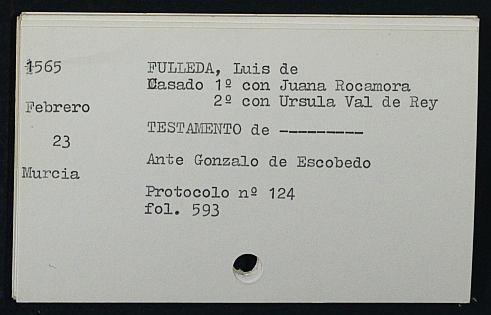 1565
FULLEDA, Luis de
Casado 1º con Juana Rocamora
Febrero
2º con Ursula Val de Rey
TESTAMENTO de ---------
23
Ante Gonzalo de Escobedo
Murcia
Protocolo nº 124
fol. 593